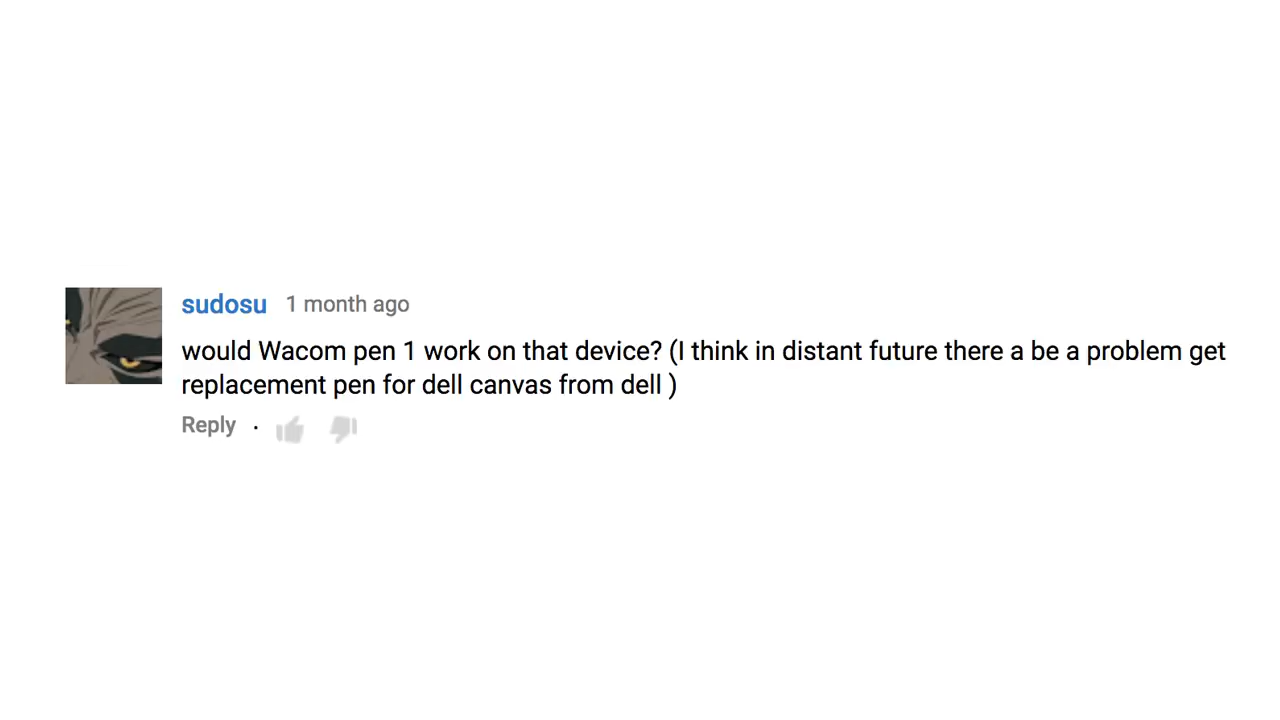 sudosu 1 month ago
would Wacom pen 1 work on that device? (I think in distant future there a be a problem get
replacement pen for dell canvas from dell )
Reply ·